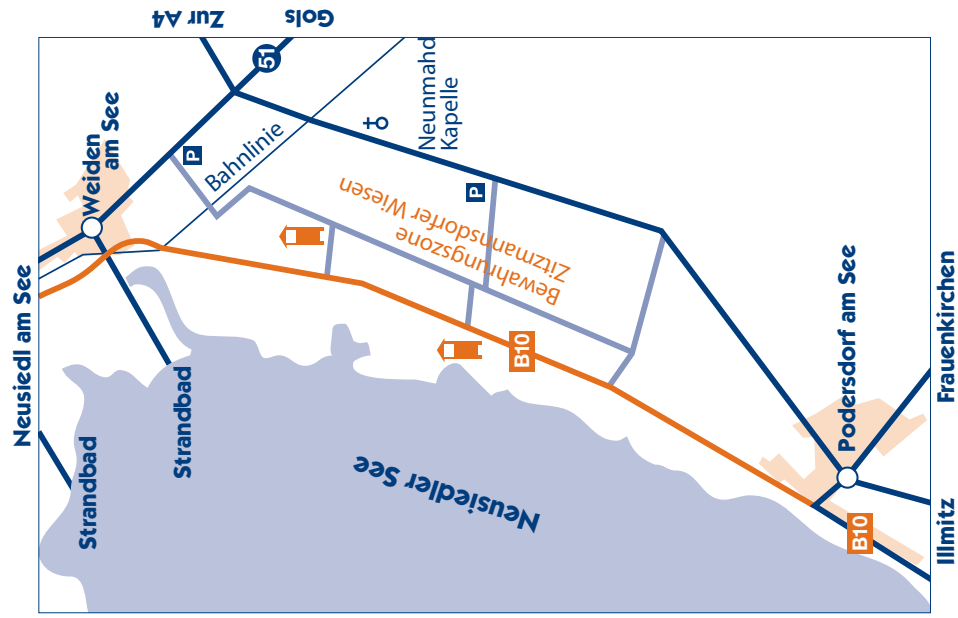 Zur A4
Gols
51
Neusiedl am See
Weiden
am See
P
Bahnlinie
Neunmahd
Kapelle
P
Bewahrungszone
Zitzmannsdorfer Wiesen
Strandbad
Strandbad
B10
Neusiedler See
Podersdorf am See
Frauenkirchen
B10
Illmitz